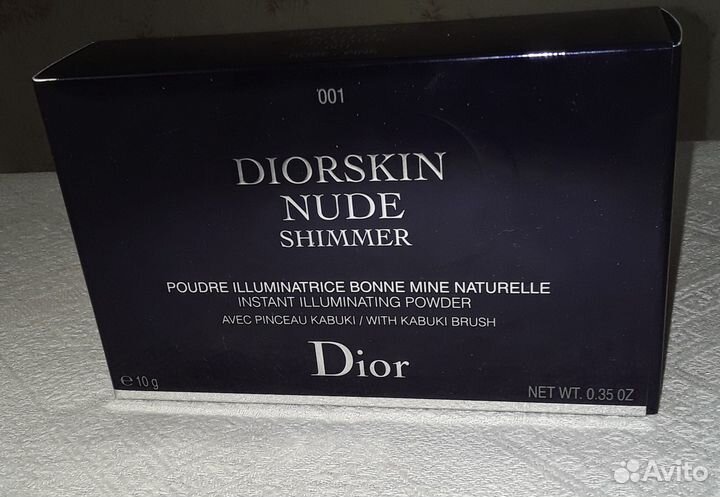 001
DIORSKIN
NUDE
SHIMMER
POUDRE ILLUMINATRICE BONNE MINE NATURELLE
INSTANT ILLUMINATING POWDER
AVEC PINCEAU KABUKI / WITH KABUKI BRUSH
Dior
℮ 10 g
NET WT. 0.35 OZ
Avito